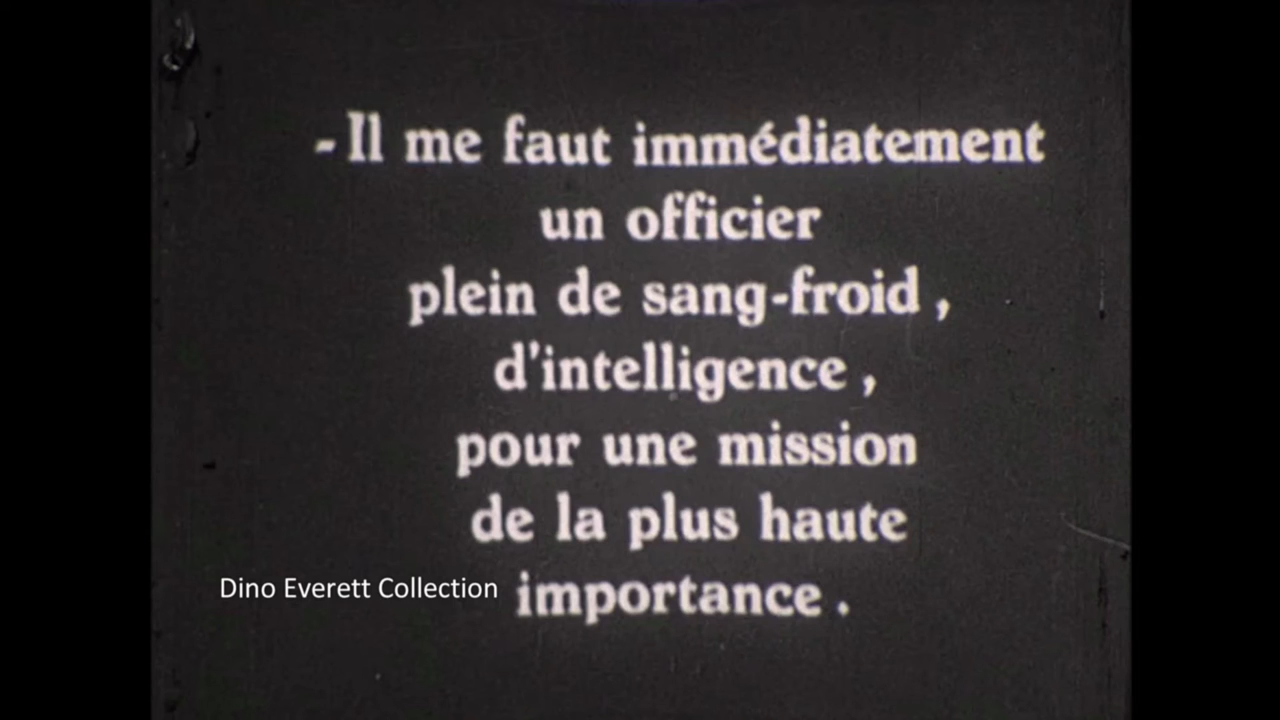 -Il me faut immédiatement
un officier
plein de sang-froid ,
d'intelligence ,
pour une mission
de la plus haute
importance .
Dino Everett Collection